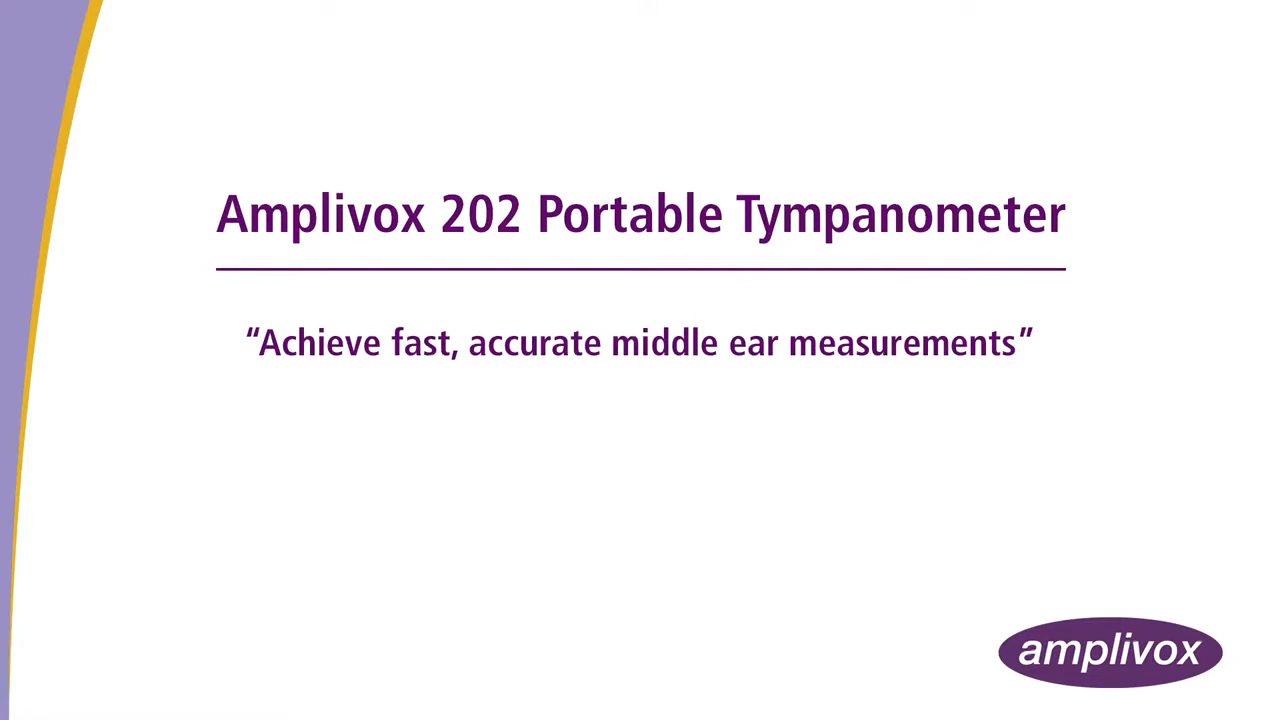 Amplivox 202 Portable Tympanometer
“Achieve fast, accurate middle ear measurements”
amplivox